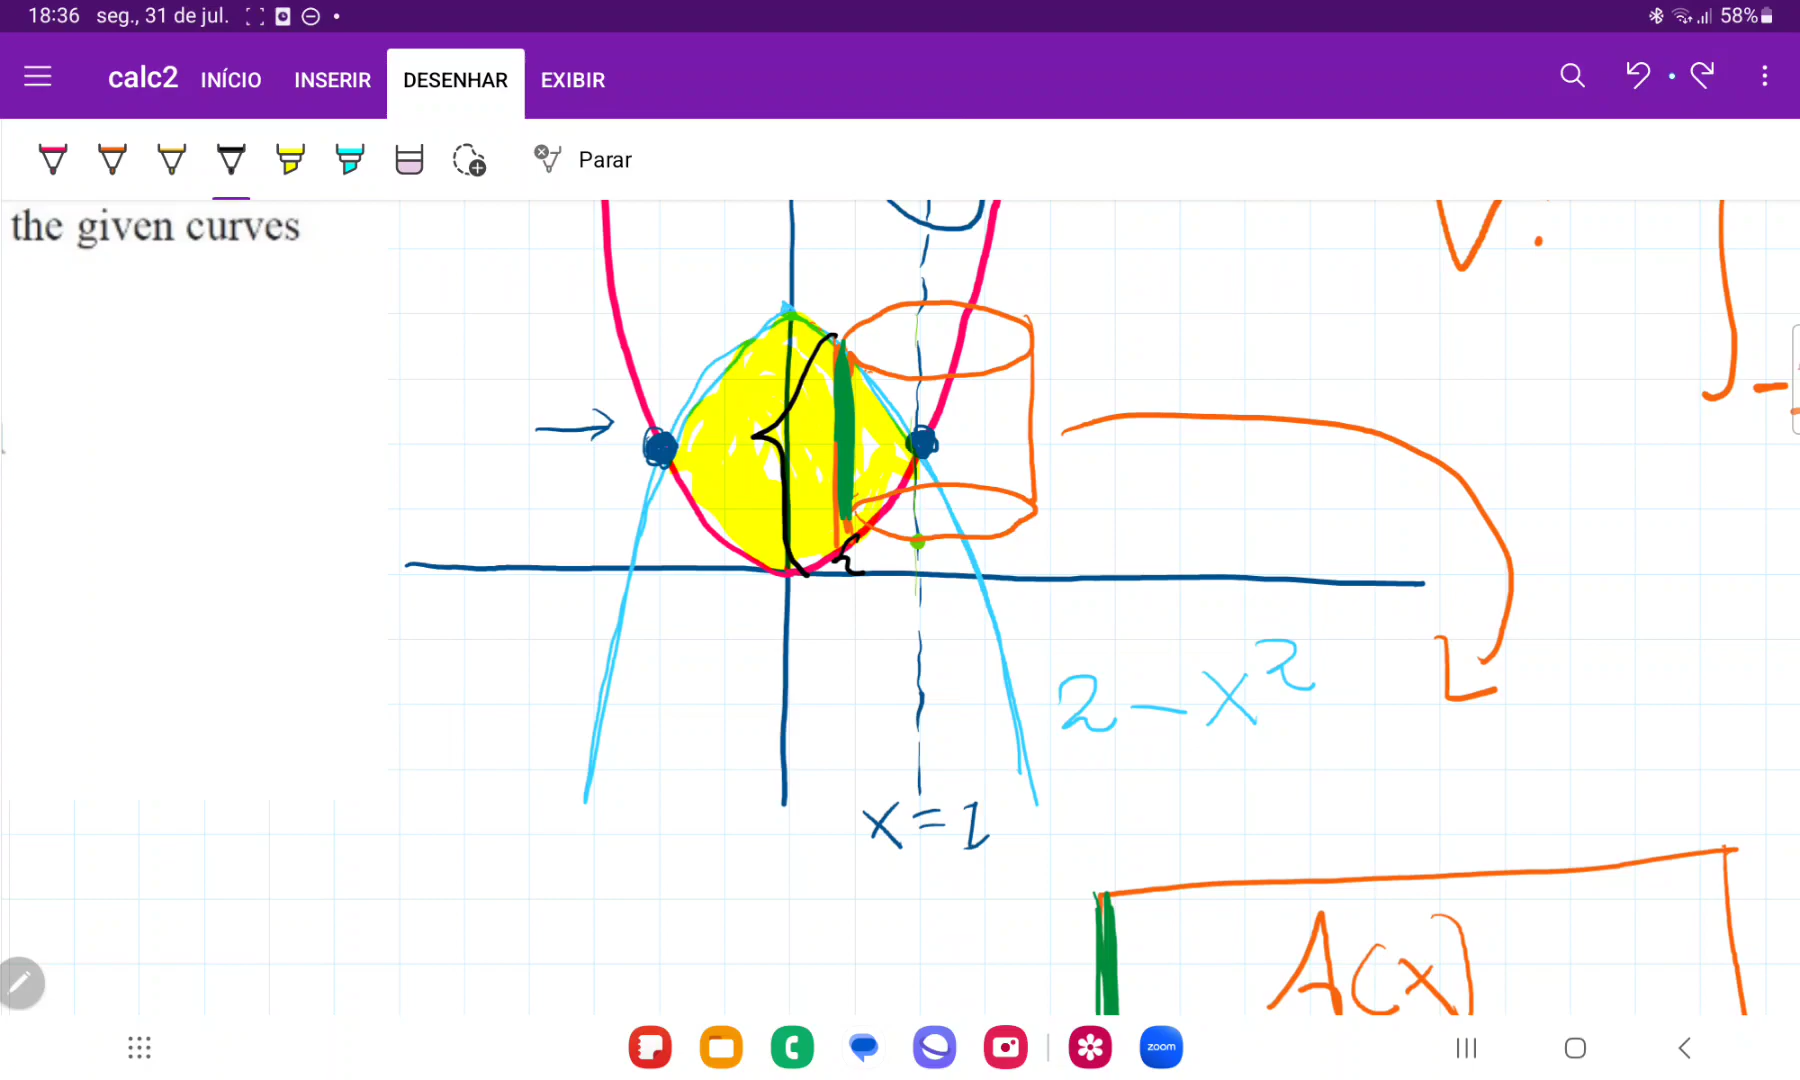 18:36 seg., 31 de jul.
58%
calc2 INÍCIO INSERIR DESENHAR EXIBIR
Parar
the given curves
V.
2-x²
x=1
A(x)
zoom